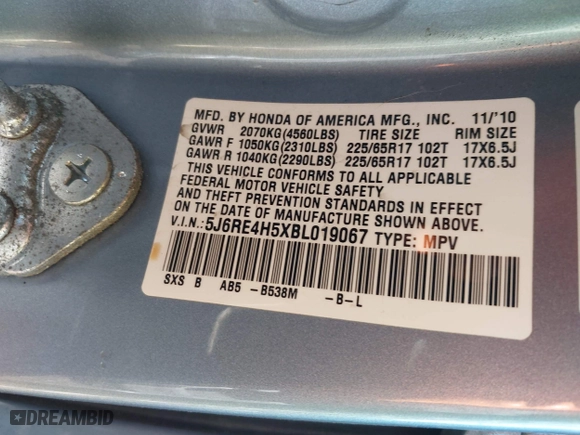 MFD. BY HONDA OF AMERICA MFG., INC. 11/'10
GVWR 2070KG(4560LBS) TIRE SIZE RIM SIZE
GAWR F 1050KG(2310LBS) 225/65R17 102T 17X6.5J
GAWR R 1040KG(2290LBS) 225/65R17 102T 17X6.5J
THIS VEHICLE CONFORMS TO ALL APPLICABLE
FEDERAL MOTOR VEHICLE SAFETY AND
THEFT PREVENTION STANDARDS IN EFFECT
ON THE DATE OF MANUFACTURE SHOWN ABOVE.
V.I.N.: 5J6RE4H5XBL019067 TYPE: MPV
SXS B AB5 -B538M -B-L
DREAMBID